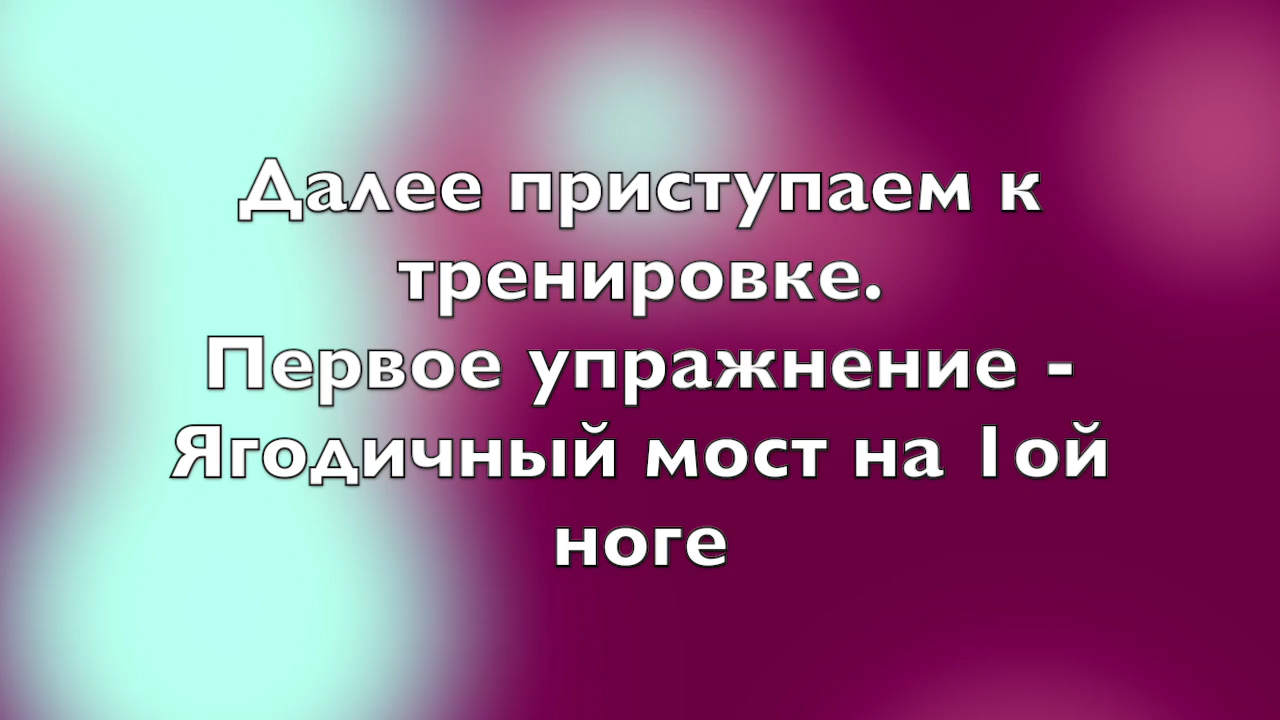 Далее приступаем к
тренировке.
Первое упражнение -
Ягодичный мост на 1ой
ноге